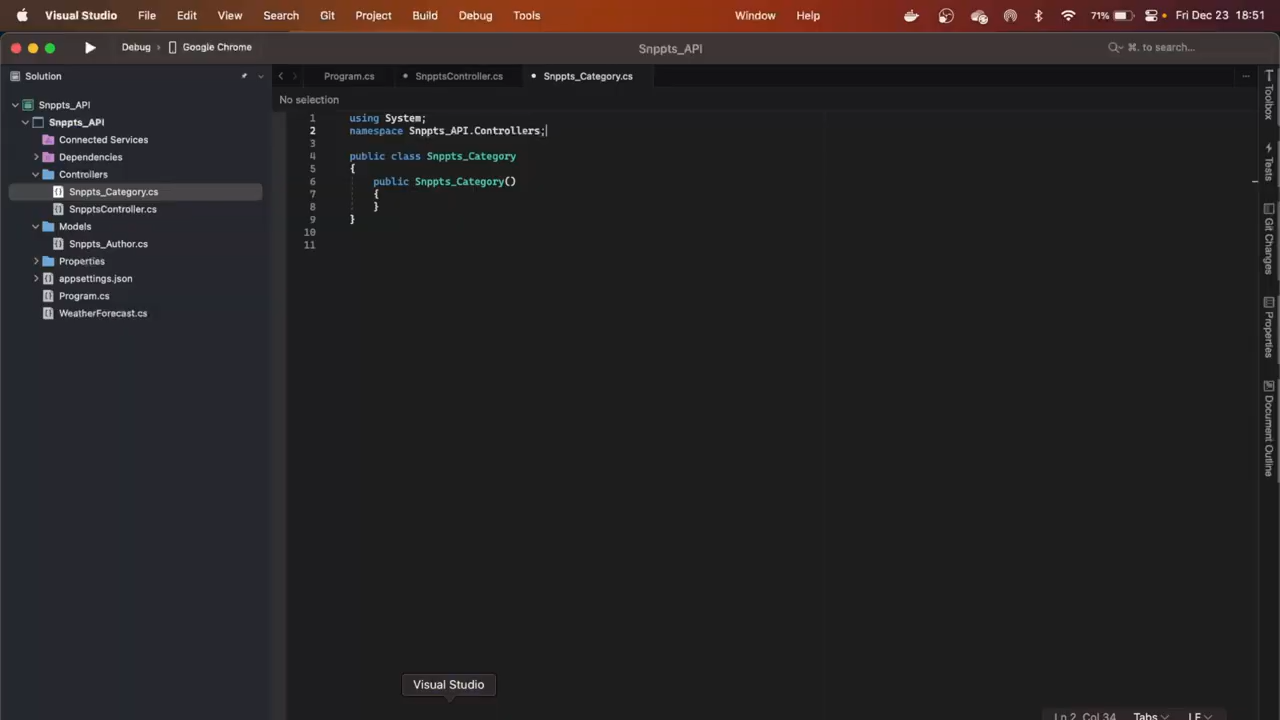 Visual Studio File Edit View Search Git Project Build Debug Tools Window Help 71% Fri Dec 23 18:51
Debug › Google Chrome Snppts_API ⌘. to search...
Solution
Program.cs SnpptsController.cs Snppts_Category.cs
No selection
Snppts_API
Snppts_API
Connected Services
Dependencies
Controllers
Snppts_Category.cs
SnpptsController.cs
Models
Snppts_Author.cs
Properties
appsettings.json
Program.cs
WeatherForecast.cs
1 using System;
2 namespace Snppts_API.Controllers;
3
4 public class Snppts_Category
5 {
6 public Snppts_Category()
7 {
8 }
9 }
10
11
Toolbox
Tests
Git Changes
Properties
Document Outline
Visual Studio
Ln 2, Col 34 Tabs LF